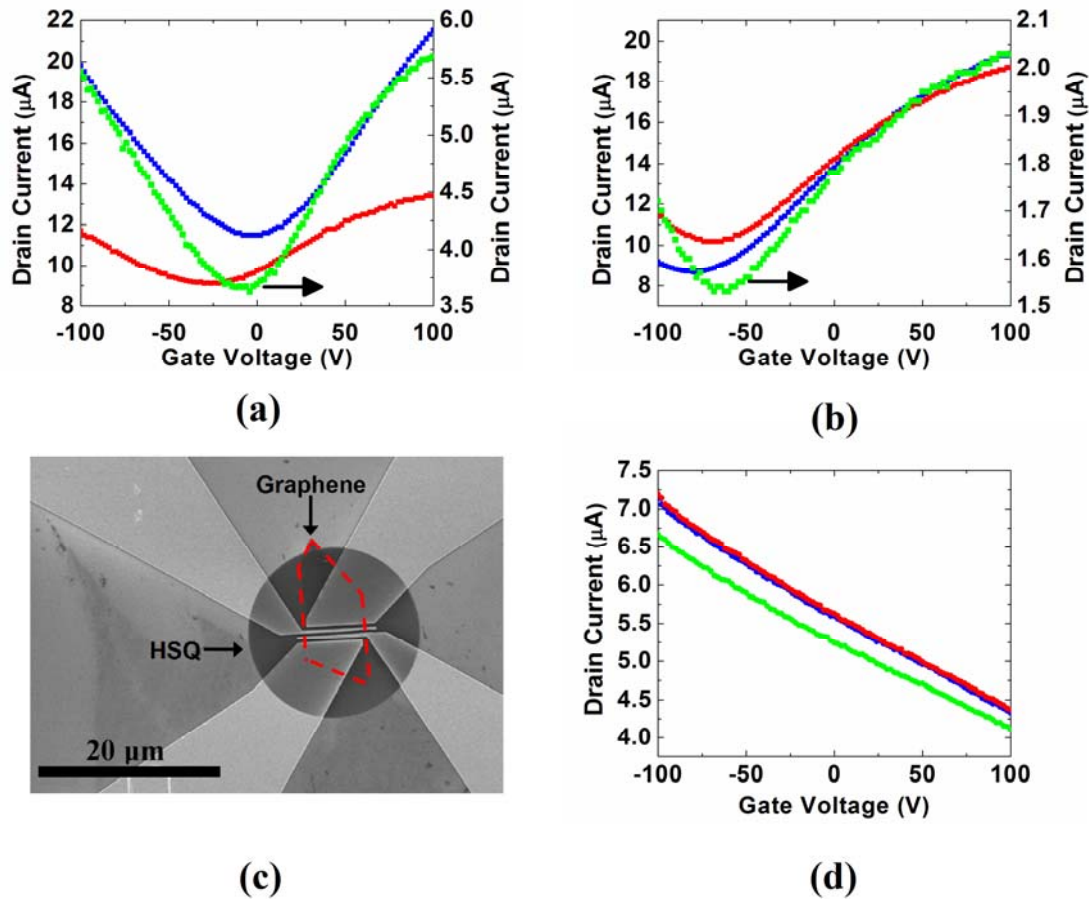 22
20
18
16
14
12
10
8
Drain Current (μA)
6.0
5.5
5.0
4.5
4.0
3.5
Drain Current (μA)
-100 -50 0 50 100
Gate Voltage (V)
(a)
20
18
16
14
12
10
8
6
Drain Current (μA)
2.1
2.0
1.9
1.8
1.7
1.6
1.5
Drain Current (μA)
-100 -50 0 50 100
Gate Voltage (V)
(b)
Graphene
HSQ
20 μm
(c)
7.5
7.0
6.5
6.0
5.5
5.0
4.5
4.0
Drain Current (μA)
-100 -50 0 50 100
Gate Voltage (V)
(d)